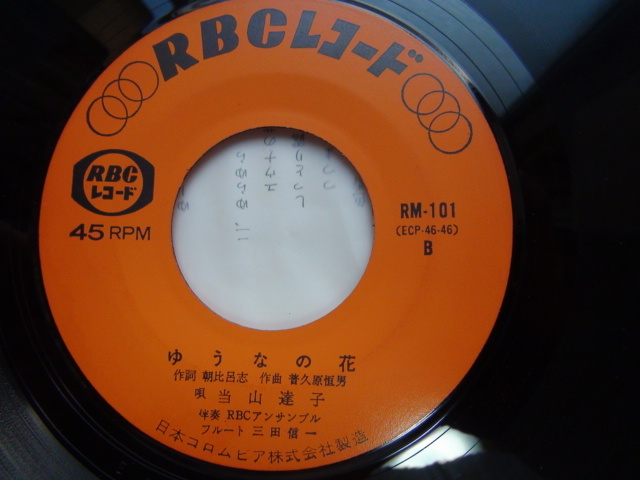 RBCレコード
RBC
レコード
45 RPM
RM-101
(ECP-46-46)
B
ゆうなの花
作詞 朝比呂志 作曲 普久原恒男
唄 当山達子
伴奏 RBCアンサンブル
フルート 三田信一
日本コロムビア株式会社製造